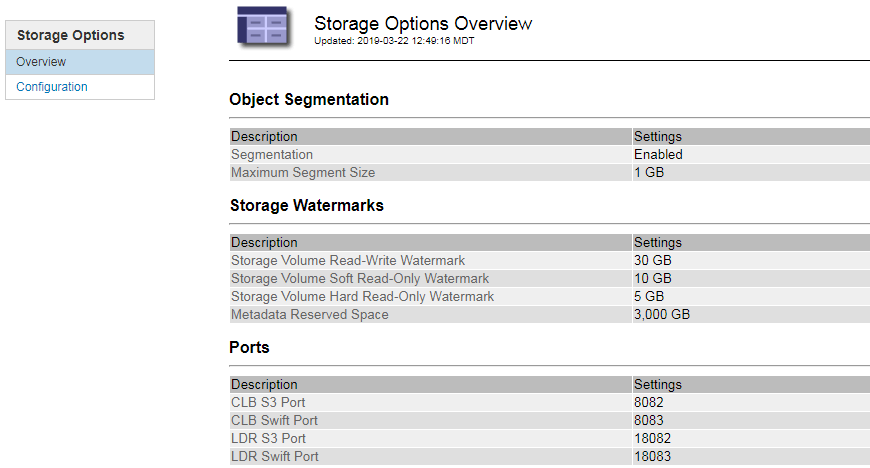 Storage Options
Overview
Configuration
Storage Options Overview
Updated: 2019-03-22 12:49:16 MDT
Object Segmentation
Description Settings
Segmentation Enabled
Maximum Segment Size 1 GB
Storage Watermarks
Description Settings
Storage Volume Read-Write Watermark 30 GB
Storage Volume Soft Read-Only Watermark 10 GB
Storage Volume Hard Read-Only Watermark 5 GB
Metadata Reserved Space 3,000 GB
Ports
Description Settings
CLB S3 Port 8082
CLB Swift Port 8083
LDR S3 Port 18082
LDR Swift Port 18083